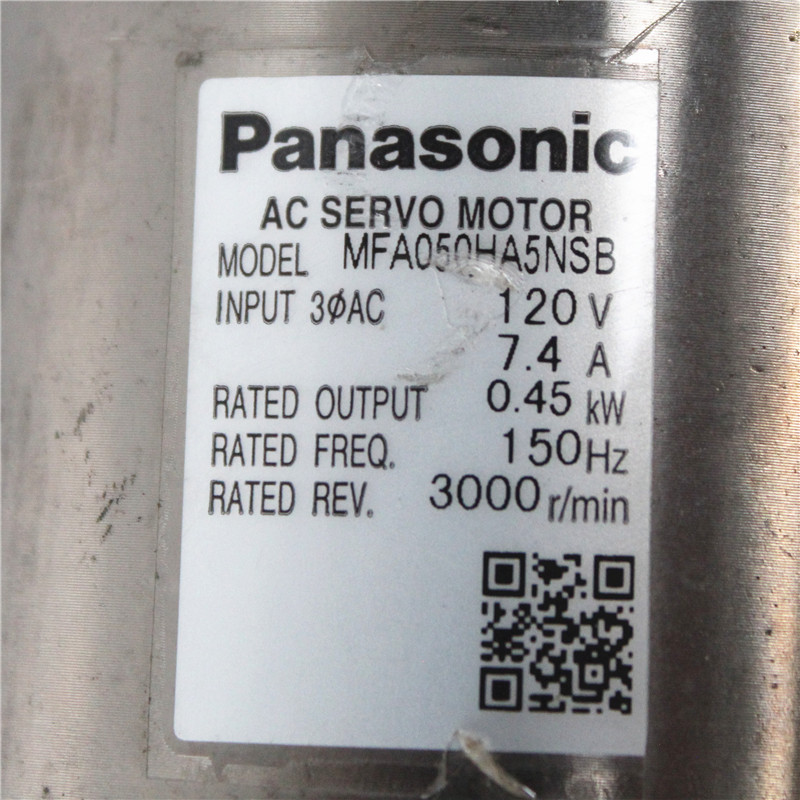 Panasonic
AC SERVO MOTOR
MODEL MFA050HA5NSB
INPUT 3φAC 120 V
7.4 A
RATED OUTPUT 0.45 kW
RATED FREQ. 150 Hz
RATED REV. 3000 r/min